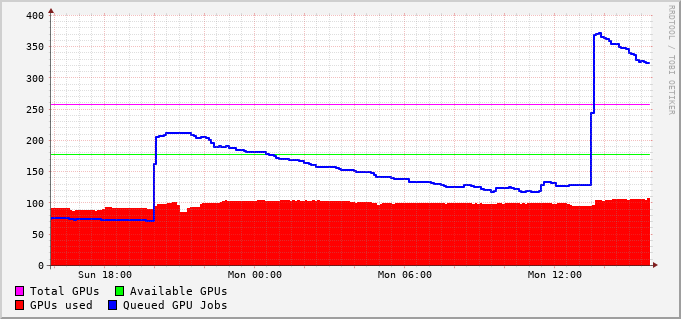 400
350
300
250
200
150
100
50
0
Sun 18:00 Mon 00:00 Mon 06:00 Mon 12:00
Total GPUs Available GPUs
GPUs used Queued GPU Jobs
RRDTOOL / TOBI OETIKER